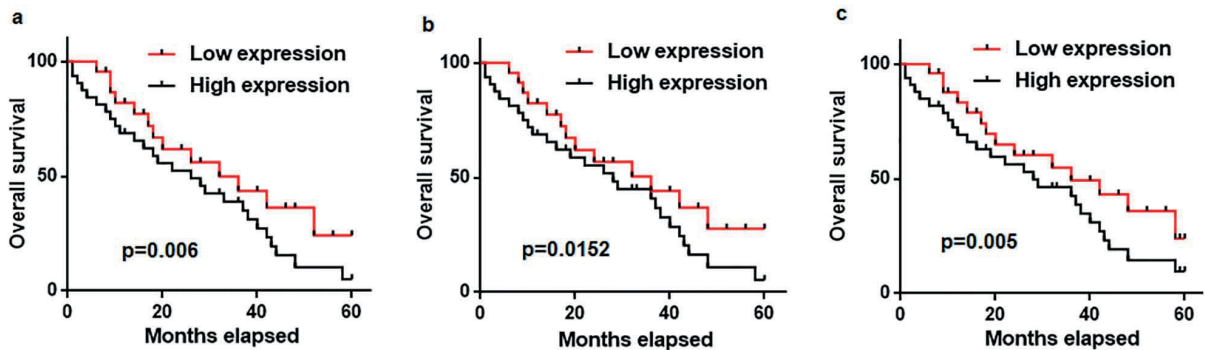 a
Overall survival
100
50
0
Low expression
High expression
p=0.006
0 20 40 60
Months elapsed
b
Overall survival
100
50
0
Low expression
High expression
p=0.0152
0 20 40 60
Months elapsed
c
Overall survival
100
50
0
Low expression
High expression
p=0.005
0 20 40 60
Months elapsed